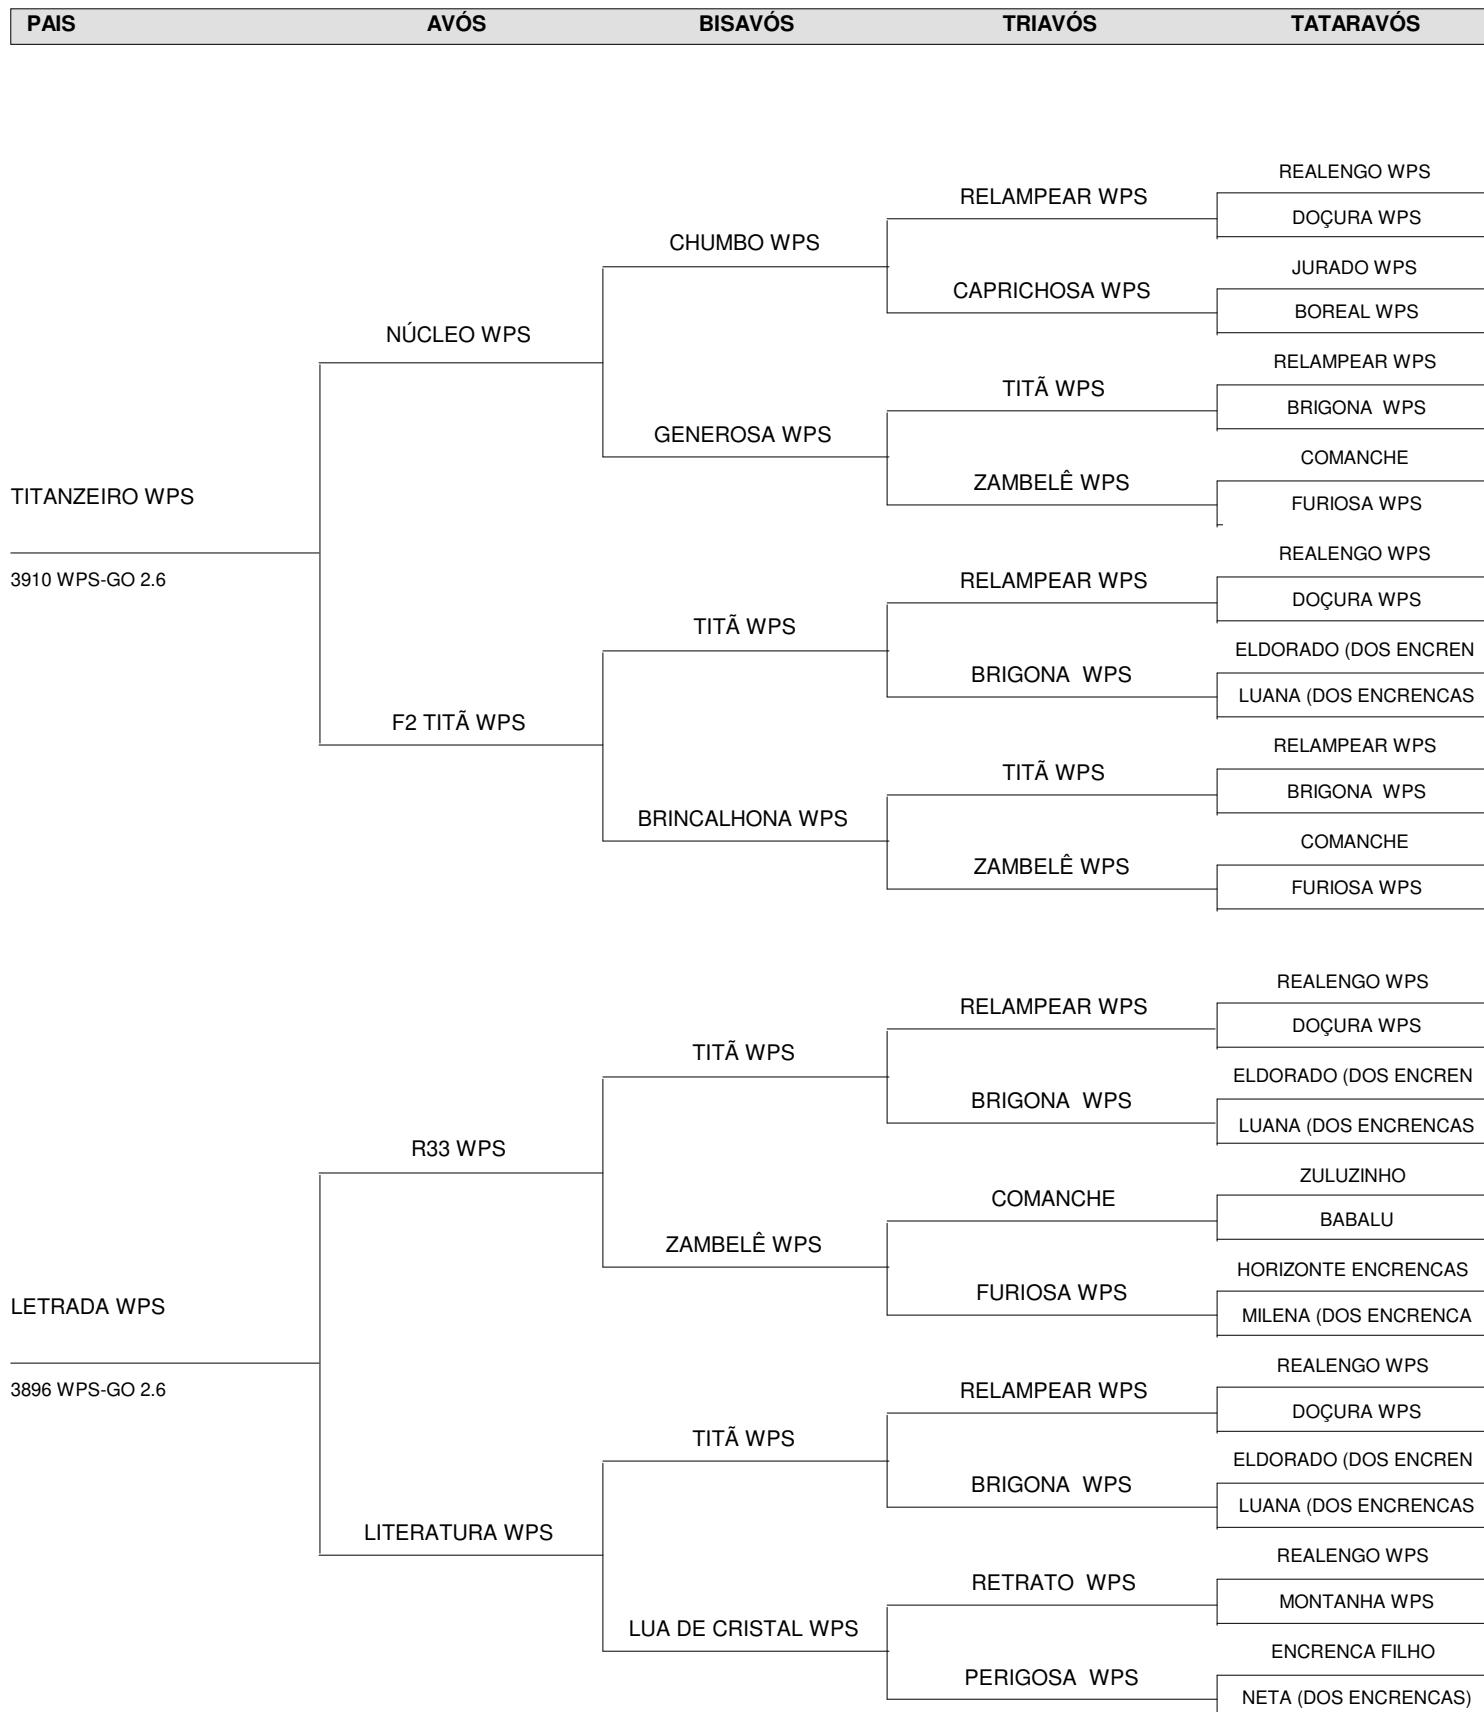 PAIS AVÓS BISAVÓS TRIAVÓS TATARAVÓS
REALENGO WPS
RELAMPEAR WPS
DOÇURA WPS
CHUMBO WPS
JURADO WPS
CAPRICHOSA WPS
BOREAL WPS
NÚCLEO WPS
RELAMPEAR WPS
TITÃ WPS
BRIGONA WPS
GENEROSA WPS
COMANCHE
ZAMBELÊ WPS
TITANZEIRO WPS
FURIOSA WPS
REALENGO WPS
3910 WPS-GO 2.6
RELAMPEAR WPS
DOÇURA WPS
TITÃ WPS
ELDORADO (DOS ENCREN
BRIGONA WPS
LUANA (DOS ENCRENCAS
F2 TITÃ WPS
RELAMPEAR WPS
TITÃ WPS
BRIGONA WPS
BRINCALHONA WPS
COMANCHE
ZAMBELÊ WPS
FURIOSA WPS
REALENGO WPS
RELAMPEAR WPS
DOÇURA WPS
TITÃ WPS
ELDORADO (DOS ENCREN
BRIGONA WPS
LUANA (DOS ENCRENCAS
R33 WPS
ZULUZINHO
COMANCHE
BABALU
ZAMBELÊ WPS
HORIZONTE ENCRENCAS
FURIOSA WPS
LETRADA WPS
MILENA (DOS ENCRENCA
REALENGO WPS
3896 WPS-GO 2.6
RELAMPEAR WPS
DOÇURA WPS
TITÃ WPS
ELDORADO (DOS ENCREN
BRIGONA WPS
LUANA (DOS ENCRENCAS
LITERATURA WPS
REALENGO WPS
RETRATO WPS
MONTANHA WPS
LUA DE CRISTAL WPS
ENCRENCA FILHO
PERIGOSA WPS
NETA (DOS ENCRENCAS)